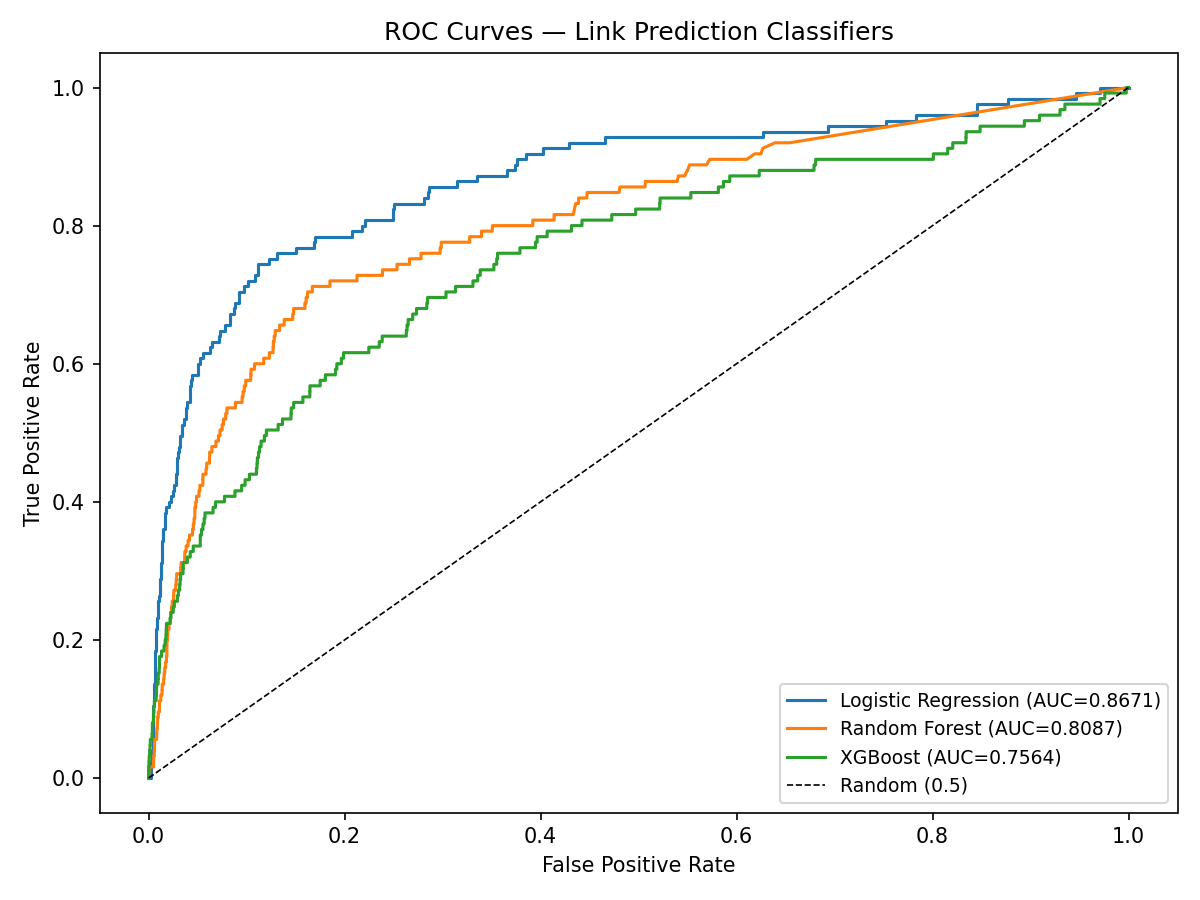 ROC Curves — Link Prediction Classifiers
True Positive Rate
1.0
0.8
0.6
0.4
0.2
0.0
0.0 0.2 0.4 0.6 0.8 1.0
False Positive Rate
Logistic Regression (AUC=0.8671)
Random Forest (AUC=0.8087)
XGBoost (AUC=0.7564)
Random (0.5)